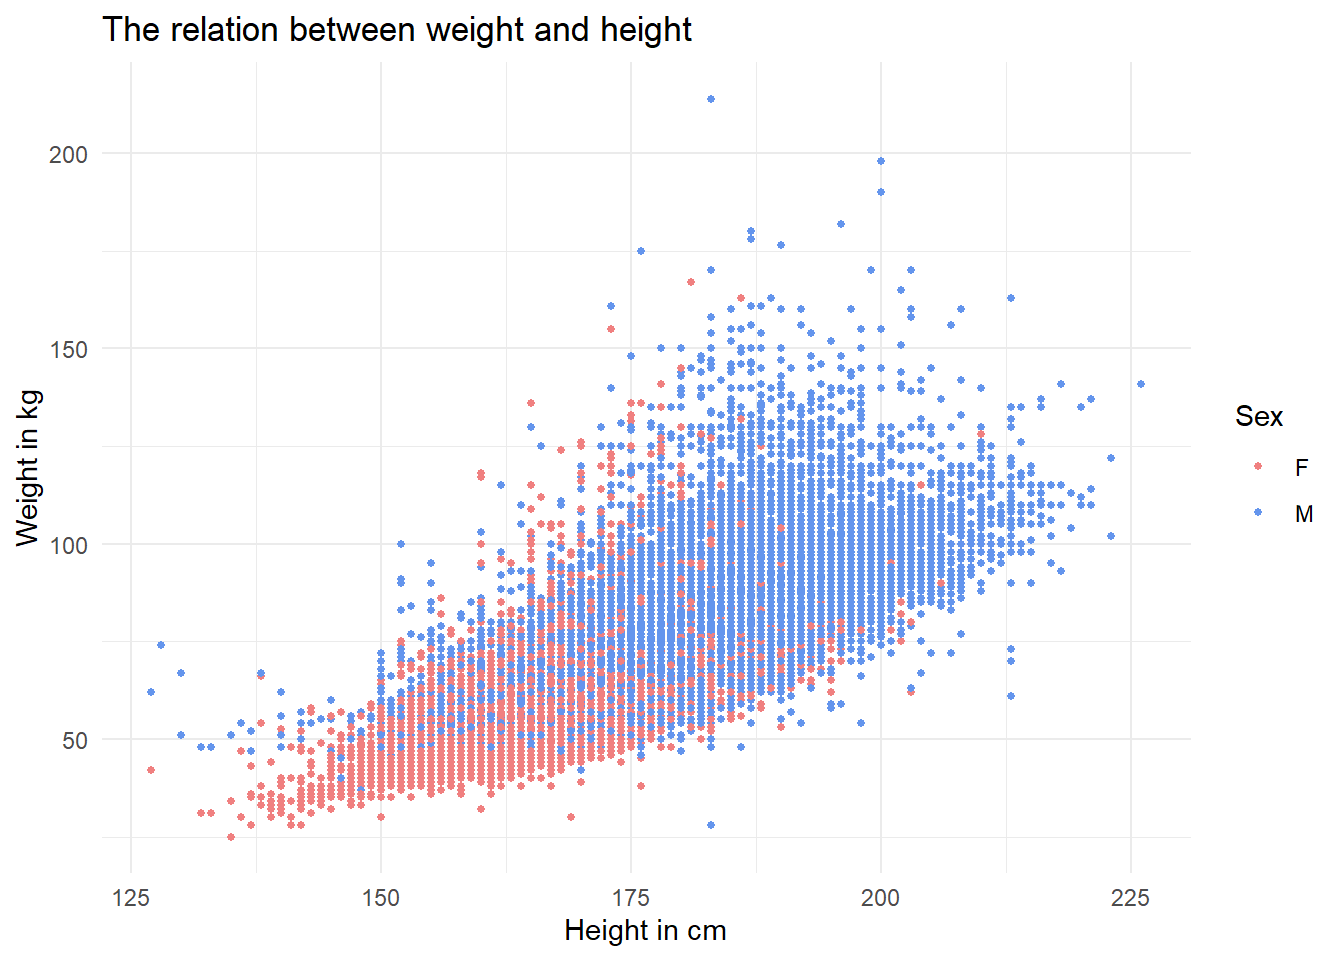 The relation between weight and height
Weight in kg
200
150
100
50
125 150 175 200 225
Height in cm
Sex
F
M